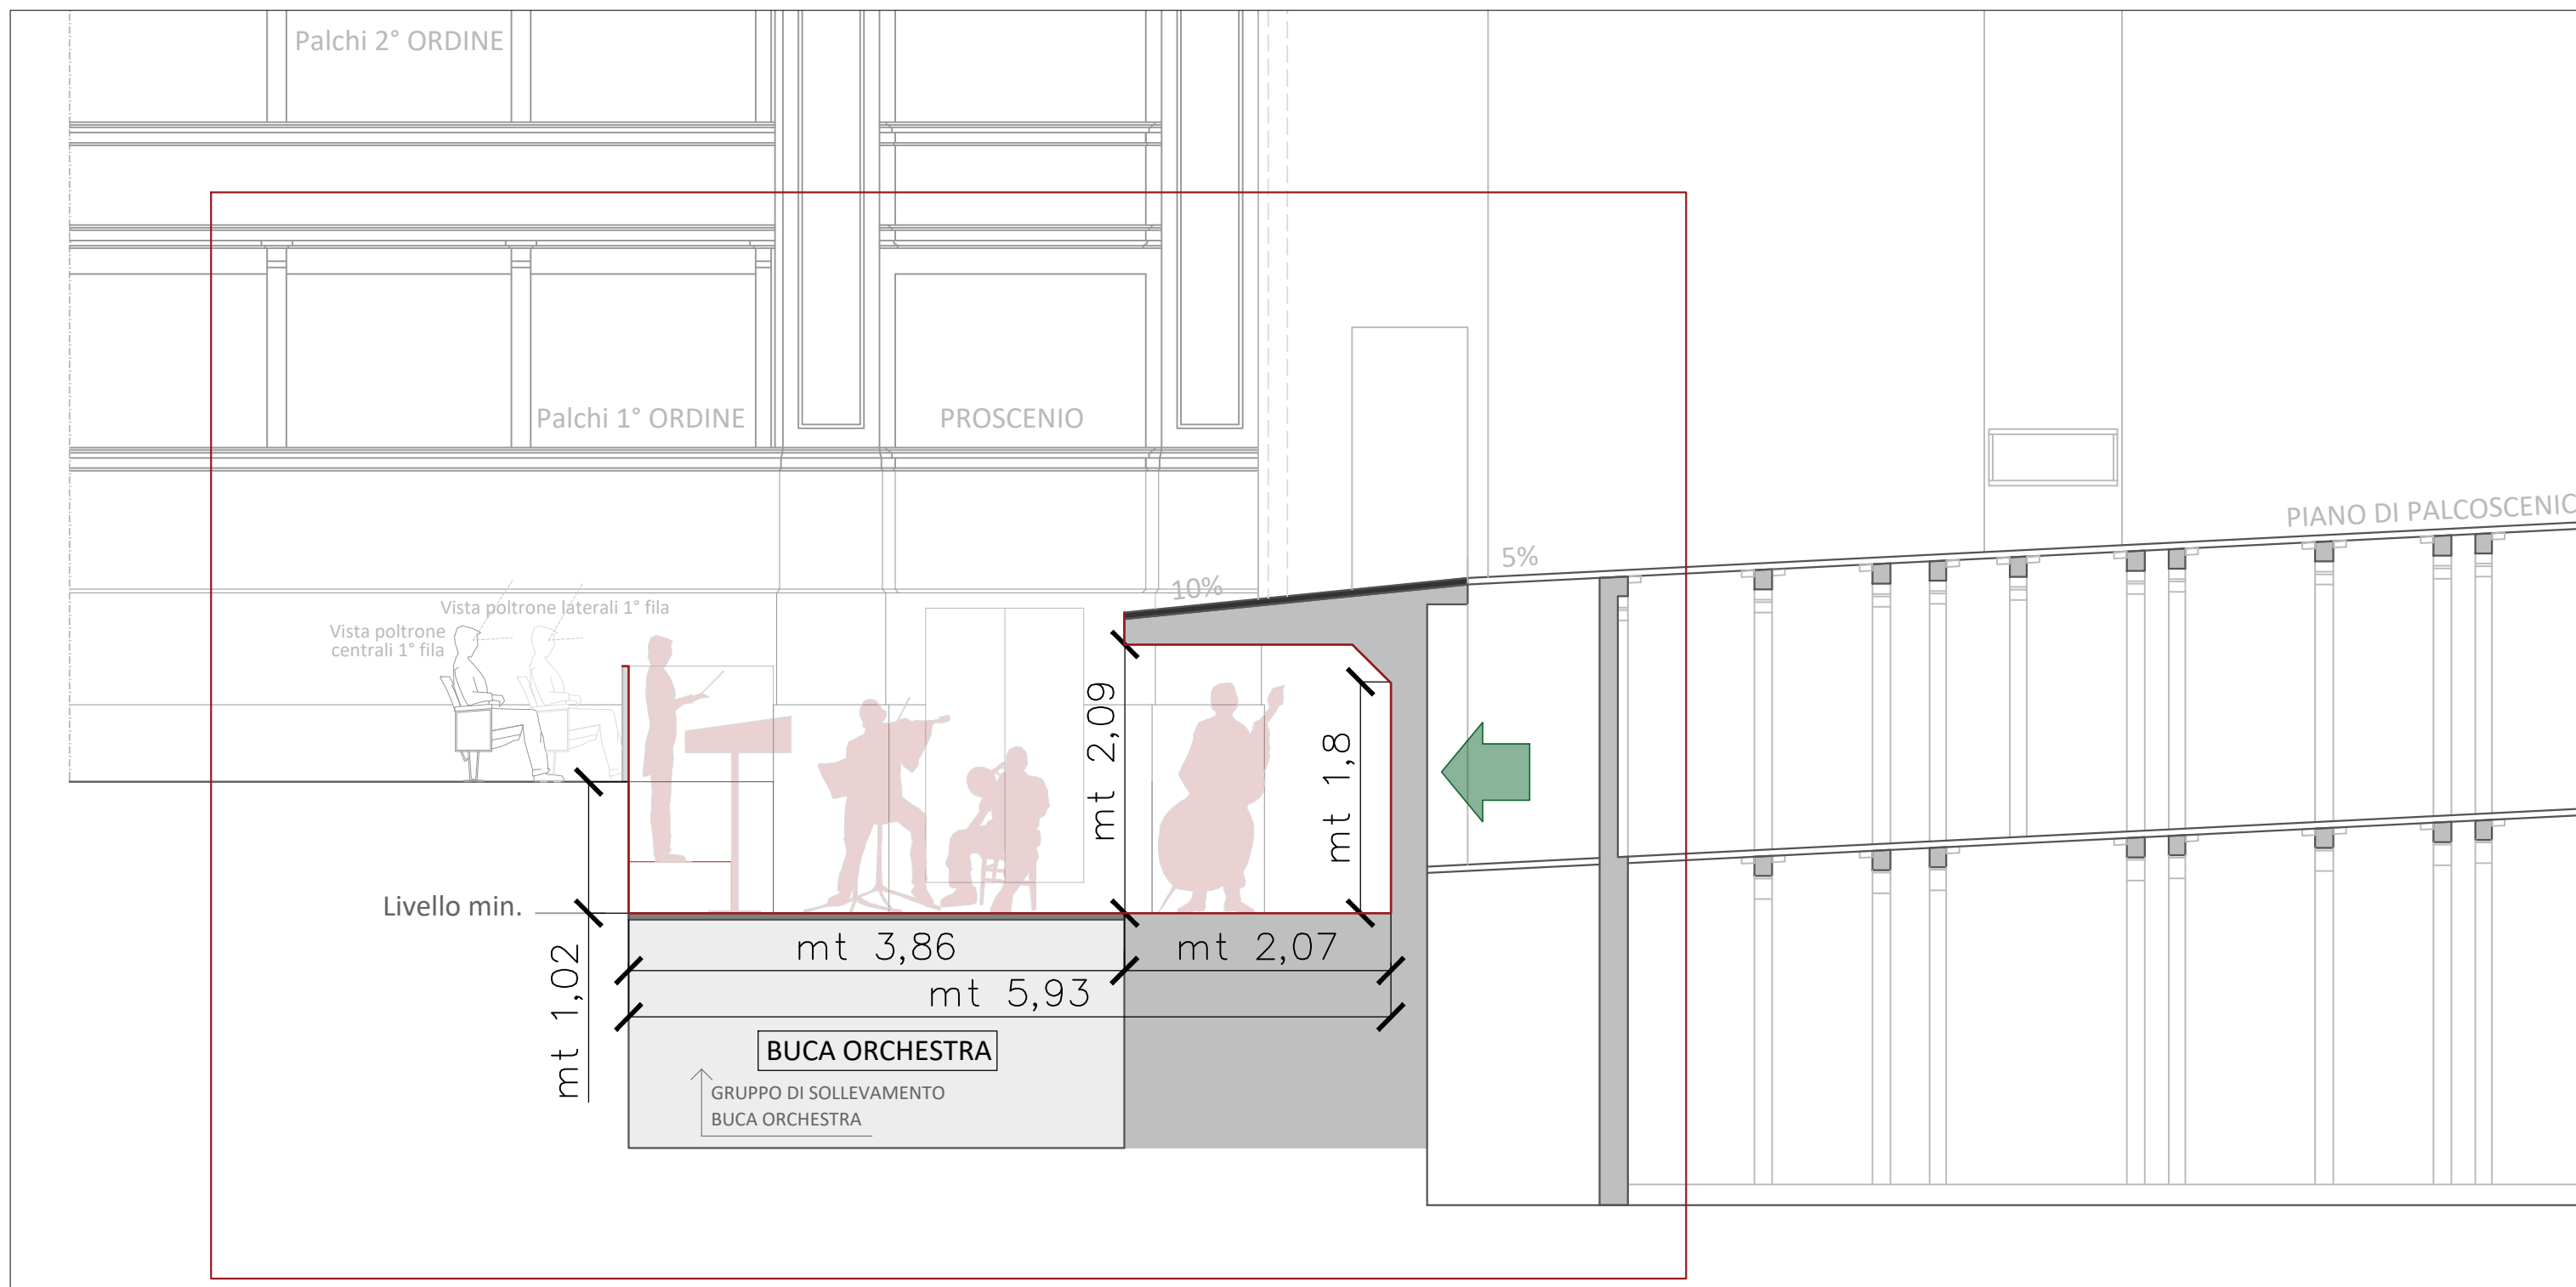 Palchi 2° ORDINE
Palchi 1° ORDINE
PROSCENIO
PIANO DI PALCOSCENIC
5%
10%
Vista poltrone laterali 1° fila
Vista poltrone
centrali 1° fila
mt 2,09
mt 1,8
Livello min.
mt 1,02
mt 3,86
mt 2,07
mt 5,93
BUCA ORCHESTRA
GRUPPO DI SOLLEVAMENTO
BUCA ORCHESTRA